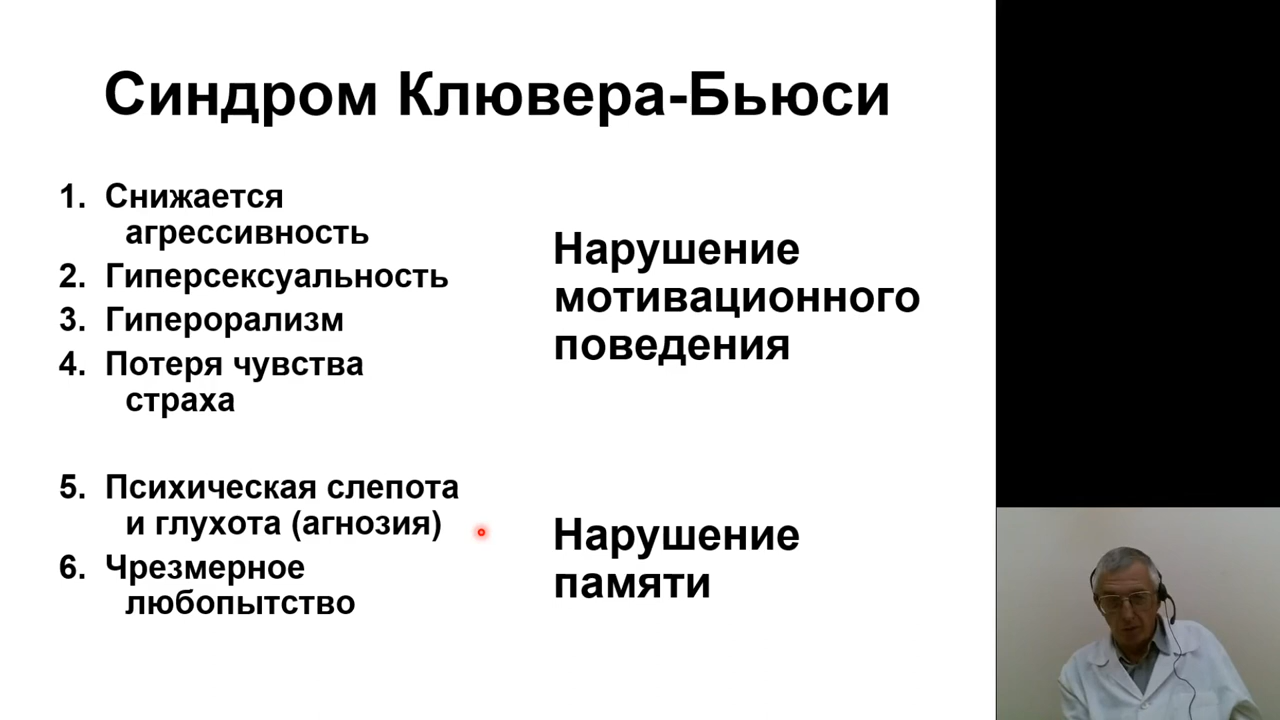 Синдром Клювера-Бьюси
1. Снижается
агрессивность
2. Гиперсексуальность
3. Гиперорализм
4. Потеря чувства
страха
Нарушение
мотивационного
поведения
5. Психическая слепота
и глухота (агнозия)
6. Чрезмерное
любопытство
Нарушение
памяти